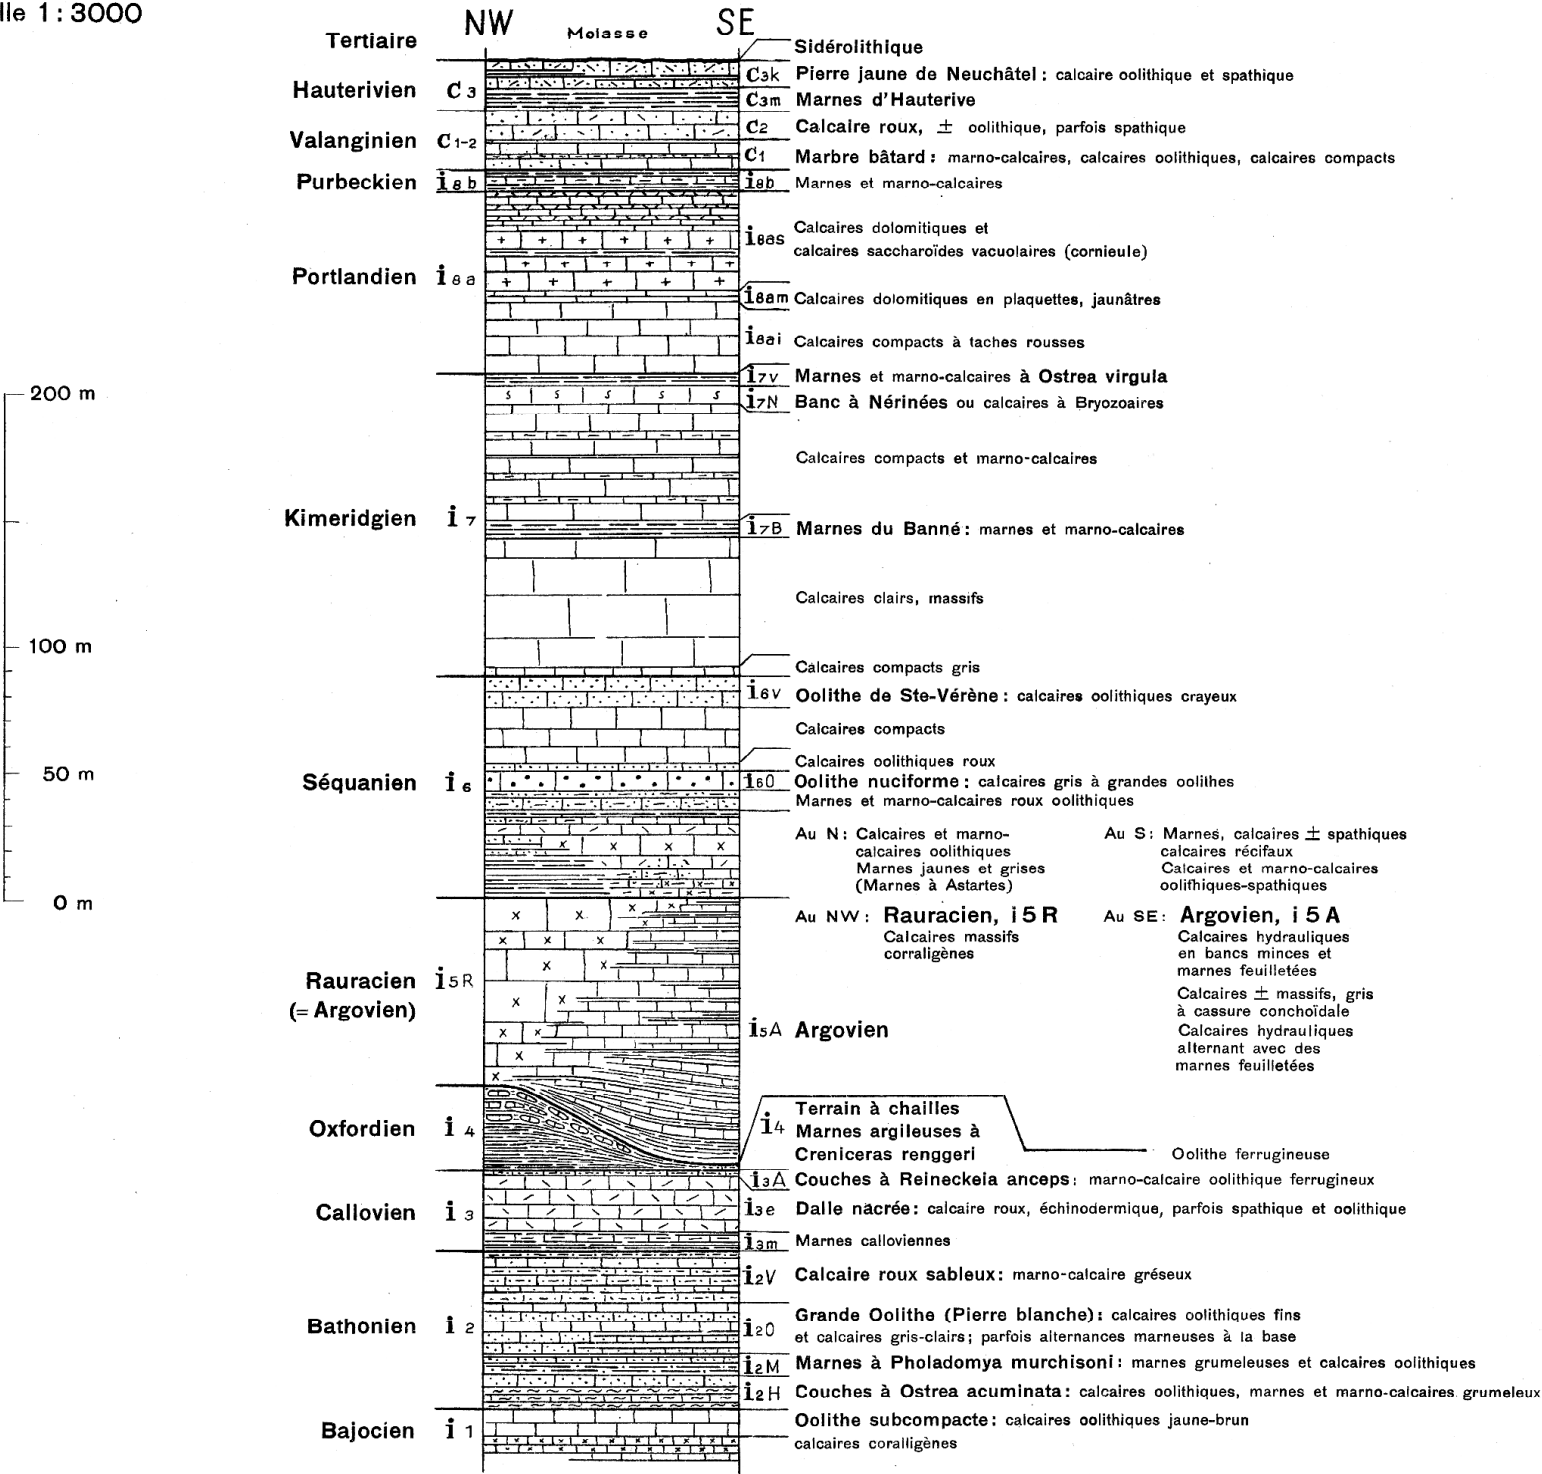 lle 1:3000
NW Molasse SE
Tertiaire
Sidérolithique
Hauterivien C3
C3k Pierre jaune de Neuchâtel : calcaire oolithique et spathique
C3m Marnes d'Hauterive
Valanginien C1-2
C2 Calcaire roux, ± oolithique, parfois spathique
C1 Marbre bâtard : marno-calcaires, calcaires oolithiques, calcaires compacts
Purbeckien i8b
i8b Marnes et marno-calcaires
Portlandien i8a
i8as Calcaires dolomitiques et
calcaires saccharoïdes vacuolaires (cornieule)
i8am Calcaires dolomitiques en plaquettes, jaunâtres
i8ai Calcaires compacts à taches rousses
Kimeridgien i7
i7v Marnes et marno-calcaires à Ostrea virgula
i7N Banc à Nérinées ou calcaires à Bryozoaires
Calcaires compacts et marno-calcaires
i7B Marnes du Banné : marnes et marno-calcaires
Calcaires clairs, massifs
Calcaires compacts gris
200 m
100 m
50 m
0 m
Séquanien i6
i6v Oolithe de Ste-Vérène : calcaires oolithiques crayeux
Calcaires compacts
Calcaires oolithiques roux
i6O Oolithe nuciforme : calcaires gris à grandes oolithes
Marnes et marno-calcaires roux oolithiques
Au N : Calcaires et marno-
calcaires oolithiques
Marnes jaunes et grises
(Marnes à Astartes)
Au S : Marnes, calcaires ± spathiques
calcaires récifaux
Calcaires et marno-calcaires
oolithiques-spathiques
Rauracien i5R
(= Argovien)
Au NW : Rauracien, i5R
Calcaires massifs
corraligènes
Au SE : Argovien, i5A
Calcaires hydrauliques
en bancs minces et
marnes feuilletées
Calcaires ± massifs, gris
à cassure conchoïdale
Calcaires hydrauliques
alternant avec des
marnes feuilletées
i5A Argovien
Oxfordien i4
i4 Terrain à chailles
Marnes argileuses à
Creniceras renggeri
Oolithe ferrugineuse
Callovien i3
i3A Couches à Reineckeia anceps : marno-calcaire oolithique ferrugineux
i3e Dalle nacrée : calcaire roux, échinodermique, parfois spathique et oolithique
i3m Marnes calloviennes
Bathonien i2
i2V Calcaire roux sableux : marno-calcaire gréseux
i2O Grande Oolithe (Pierre blanche) : calcaires oolithiques fins
et calcaires gris-clairs; parfois alternances marneuses à la base
i2M Marnes à Pholadomya murchisoni : marnes grumeleuses et calcaires oolithiques
i2H Couches à Ostrea acuminata : calcaires oolithiques, marnes et marno-calcaires grumeleux
Bajocien i1
Oolithe subcompacte : calcaires oolithiques jaune-brun
calcaires coralligènes